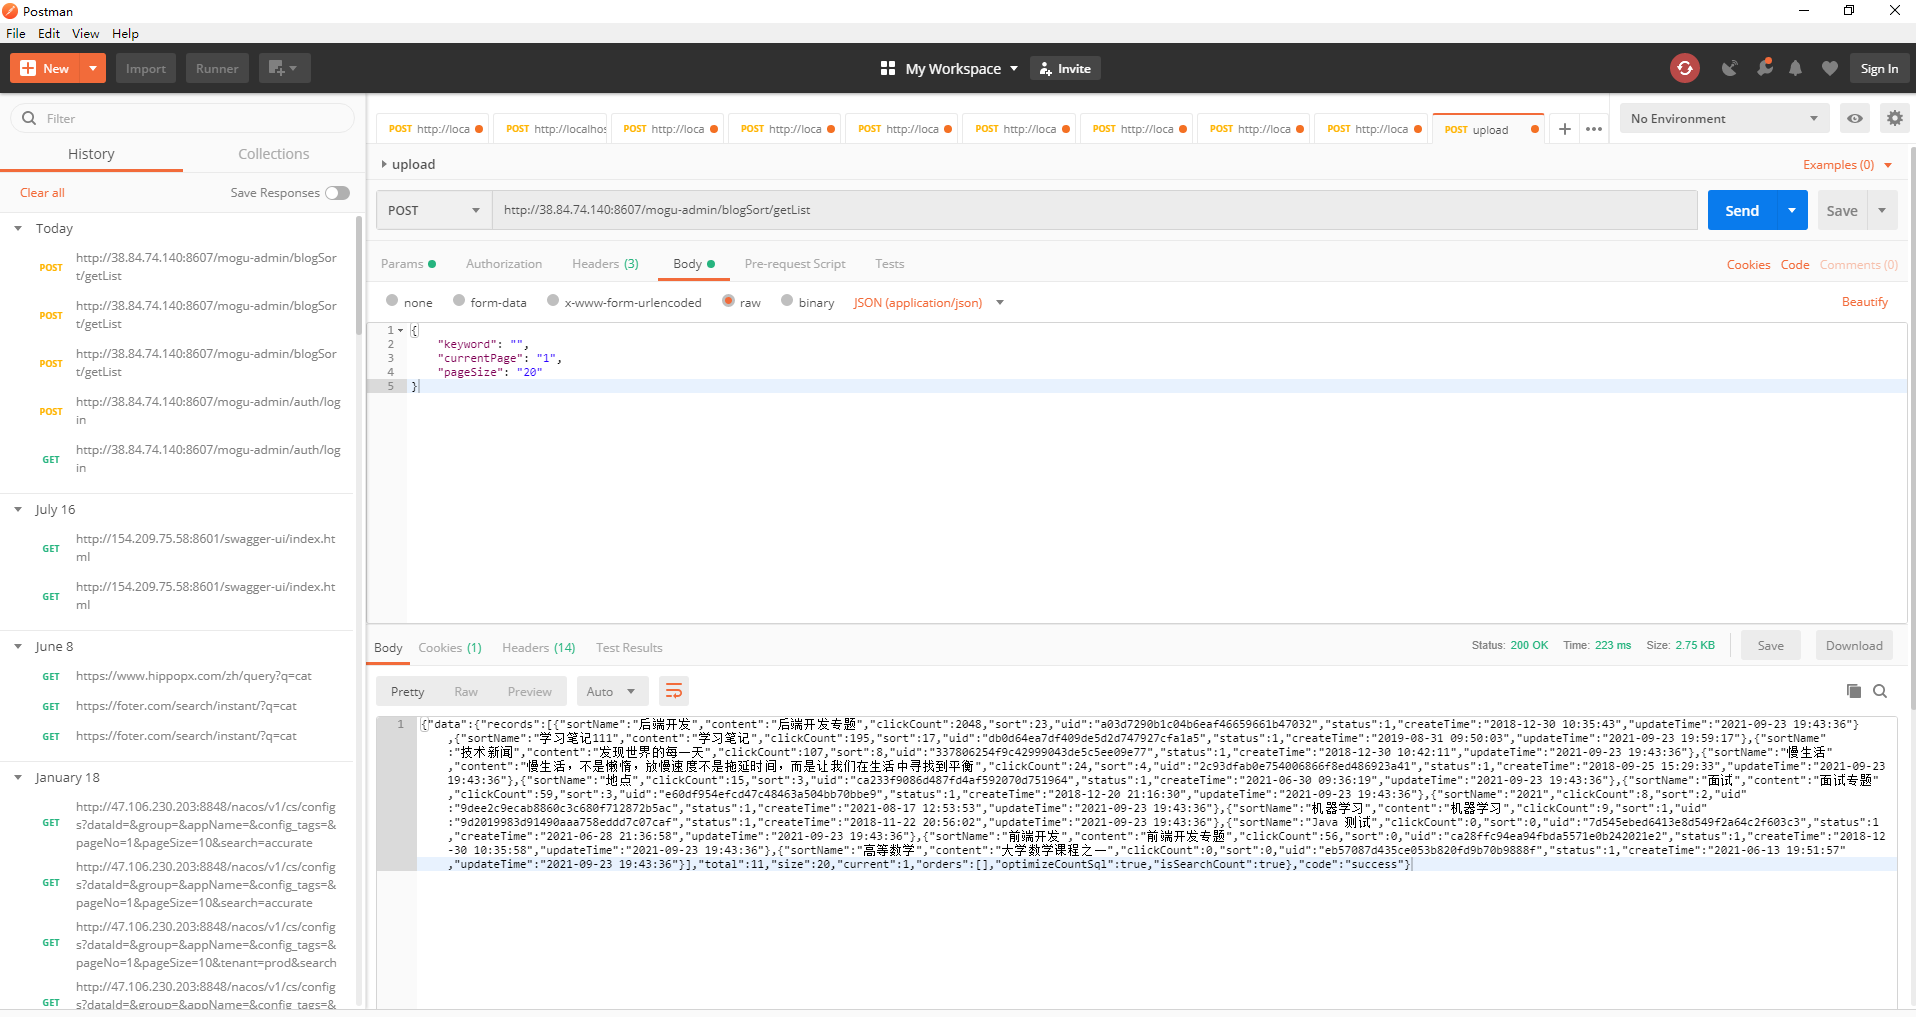 Postman
File Edit View Help
New Import Runner My Workspace Invite Sign In
Filter
History Collections
Clear all Save Responses
Today
POST http://38.84.74.140:8607/mogu-admin/blogSor
t/getList
POST http://38.84.74.140:8607/mogu-admin/blogSor
t/getList
POST http://38.84.74.140:8607/mogu-admin/blogSor
t/getList
POST http://38.84.74.140:8607/mogu-admin/auth/log
in
GET http://38.84.74.140:8607/mogu-admin/auth/log
in
July 16
GET http://154.209.75.58:8601/swagger-ui/index.ht
ml
GET http://154.209.75.58:8601/swagger-ui/index.ht
ml
June 8
GET https://www.hippopx.com/zh/query?q=cat
GET https://foter.com/search/instant/?q=cat
GET https://foter.com/search/instant/?q=cat
January 18
GET http://47.106.230.203:8848/nacos/v1/cs/config
s?dataId=&group=&appName=&config_tags=&
pageNo=1&pageSize=10&search=accurate
GET http://47.106.230.203:8848/nacos/v1/cs/config
s?dataId=&group=&appName=&config_tags=&
pageNo=1&pageSize=10&search=accurate
GET http://47.106.230.203:8848/nacos/v1/cs/config
s?dataId=&group=&appName=&config_tags=&
pageNo=1&pageSize=10&tenant=prod&search
GET http://47.106.230.203:8848/nacos/v1/cs/config
s?dataId=&group=&appName=&config_tags=&
POST http://loca POST http://localhos POST http://loca POST http://loca POST http://loca POST http://loca POST http://loca POST http://loca POST http://loca POST upload No Environment
upload Examples (0)
POST http://38.84.74.140:8607/mogu-admin/blogSort/getList Send Save
Params Authorization Headers (3) Body Pre-request Script Tests Cookies Code Comments (0)
none form-data x-www-form-urlencoded raw binary JSON (application/json) Beautify
1 {
2 "keyword": "",
3 "currentPage": "1",
4 "pageSize": "20"
5 }
Body Cookies (1) Headers (14) Test Results Status: 200 OK Time: 223 ms Size: 2.75 KB Save Download
Pretty Raw Preview Auto
1 {"data":{"records":[{"sortName":"后端开发","content":"后端开发专题","clickCount":2048,"sort":23,"uid":"a03d7290b1c04b6eaf46659661b47032","status":1,"createTime":"2018-12-30 10:35:43","updateTime":"2021-09-23 19:43:36"}
,{"sortName":"学习笔记111","content":"学习笔记","clickCount":195,"sort":17,"uid":"db0d64ea7df409de5d2d747927cfa1a5","status":1,"createTime":"2019-08-31 09:50:03","updateTime":"2021-09-23 19:59:17"},{"sortName"
:"技术新闻","content":"发现世界的每一天","clickCount":107,"sort":8,"uid":"337806254f9c42999043de5c5ee09e77","status":1,"createTime":"2018-12-30 10:42:11","updateTime":"2021-09-23 19:43:36"},{"sortName":"慢生活"
,"content":"慢生活，不是懒惰，放慢速度不是拖延时间，而是让我们在生活中寻找到平衡","clickCount":24,"sort":4,"uid":"2c93dfab0e754006866f8ed486923a41","status":1,"createTime":"2018-09-25 15:29:33","updateTime":"2021-09-23
19:43:36"},{"sortName":"地点","clickCount":15,"sort":3,"uid":"ca233f9086d487fd4af592070d751964","status":1,"createTime":"2021-06-30 09:36:19","updateTime":"2021-09-23 19:43:36"},{"sortName":"面试","content":"面试专题"
,"clickCount":59,"sort":3,"uid":"e60df954efcd47c48463a504bb70bbe9","status":1,"createTime":"2018-12-20 21:16:30","updateTime":"2021-09-23 19:43:36"},{"sortName":"2021","clickCount":8,"sort":2,"uid"
:"9dee2c9ecab8860c3c680f712872b5ac","status":1,"createTime":"2021-08-17 12:53:53","updateTime":"2021-09-23 19:43:36"},{"sortName":"机器学习","content":"机器学习","clickCount":9,"sort":1,"uid"
:"9d2019983d91490aaa758eddd7c07caf","status":1,"createTime":"2018-11-22 20:56:02","updateTime":"2021-09-23 19:43:36"},{"sortName":"Java 测试","clickCount":0,"sort":0,"uid":"7d545ebed6413e8d549f2a64c2f603c3","status":1
,"createTime":"2021-06-28 21:36:58","updateTime":"2021-09-23 19:43:36"},{"sortName":"前端开发","content":"前端开发专题","clickCount":56,"sort":0,"uid":"ca28ffc94ea94fbda5571e0b242021e2","status":1,"createTime":"2018-12
-30 10:35:58","updateTime":"2021-09-23 19:43:36"},{"sortName":"高等数学","content":"大学数学课程之一","clickCount":0,"sort":0,"uid":"eb57087d435ce053b820fd9b70b9888f","status":1,"createTime":"2021-06-13 19:51:57"
,"updateTime":"2021-09-23 19:43:36"}],"total":11,"size":20,"current":1,"orders":[],"optimizeCountSql":true,"isSearchCount":true},"code":"success"}